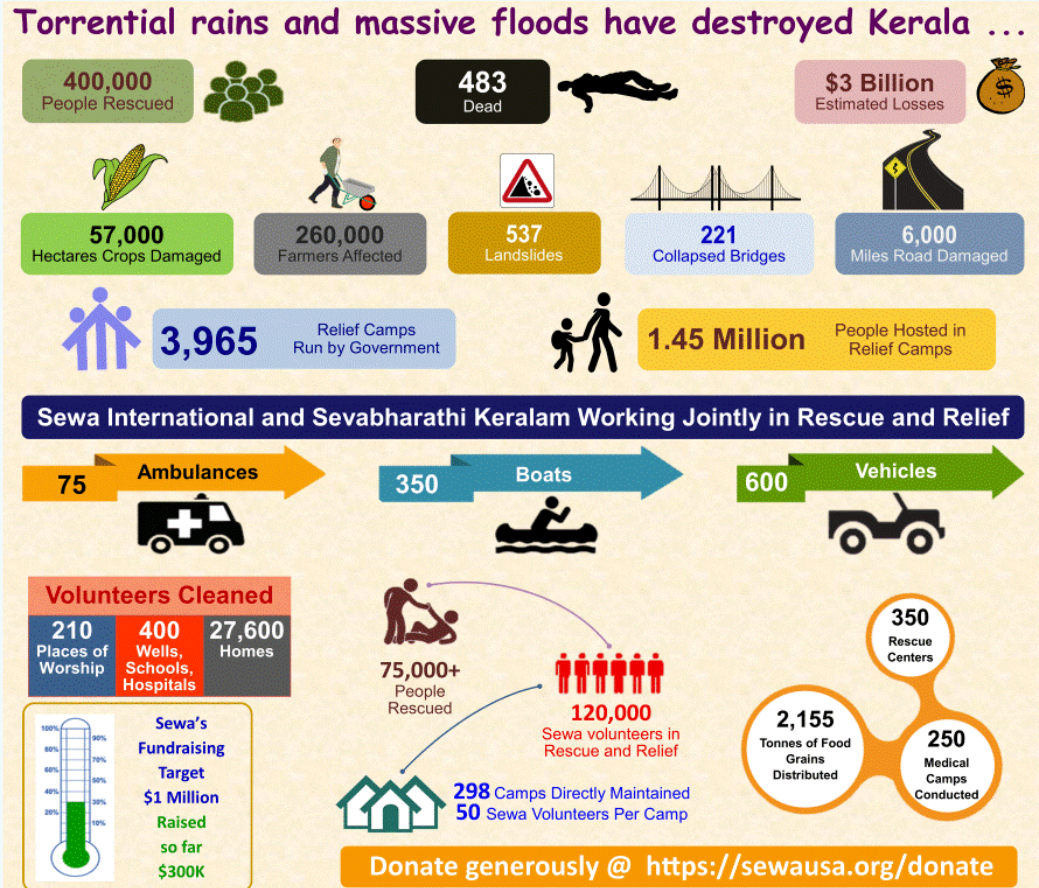 Torrential rains and massive floods have destroyed Kerala ...
400,000
People Rescued
483
Dead
$3 Billion
Estimated Losses
$
57,000
Hectares Crops Damaged
260,000
Farmers Affected
537
Landslides
221
Collapsed Bridges
6,000
Miles Road Damaged
3,965
Relief Camps
Run by Government
1.45 Million
People Hosted in
Relief Camps
Sewa International and Sevabharathi Keralam Working Jointly in Rescue and Relief
75
Ambulances
350
Boats
600
Vehicles
Volunteers Cleaned
210
Places of
Worship
400
Wells,
Schools,
Hospitals
27,600
Homes
75,000+
People
Rescued
120,000
Sewa volunteers in
Rescue and Relief
298 Camps Directly Maintained
50 Sewa Volunteers Per Camp
350
Rescue
Centers
2,155
Tonnes of Food
Grains
Distributed
250
Medical
Camps
Conducted
100%
90%
80%
70%
60%
50%
40%
30%
20%
10%
Sewa's
Fundraising
Target
$1 Million
Raised
so far
$300K
Donate generously @ https://sewausa.org/donate